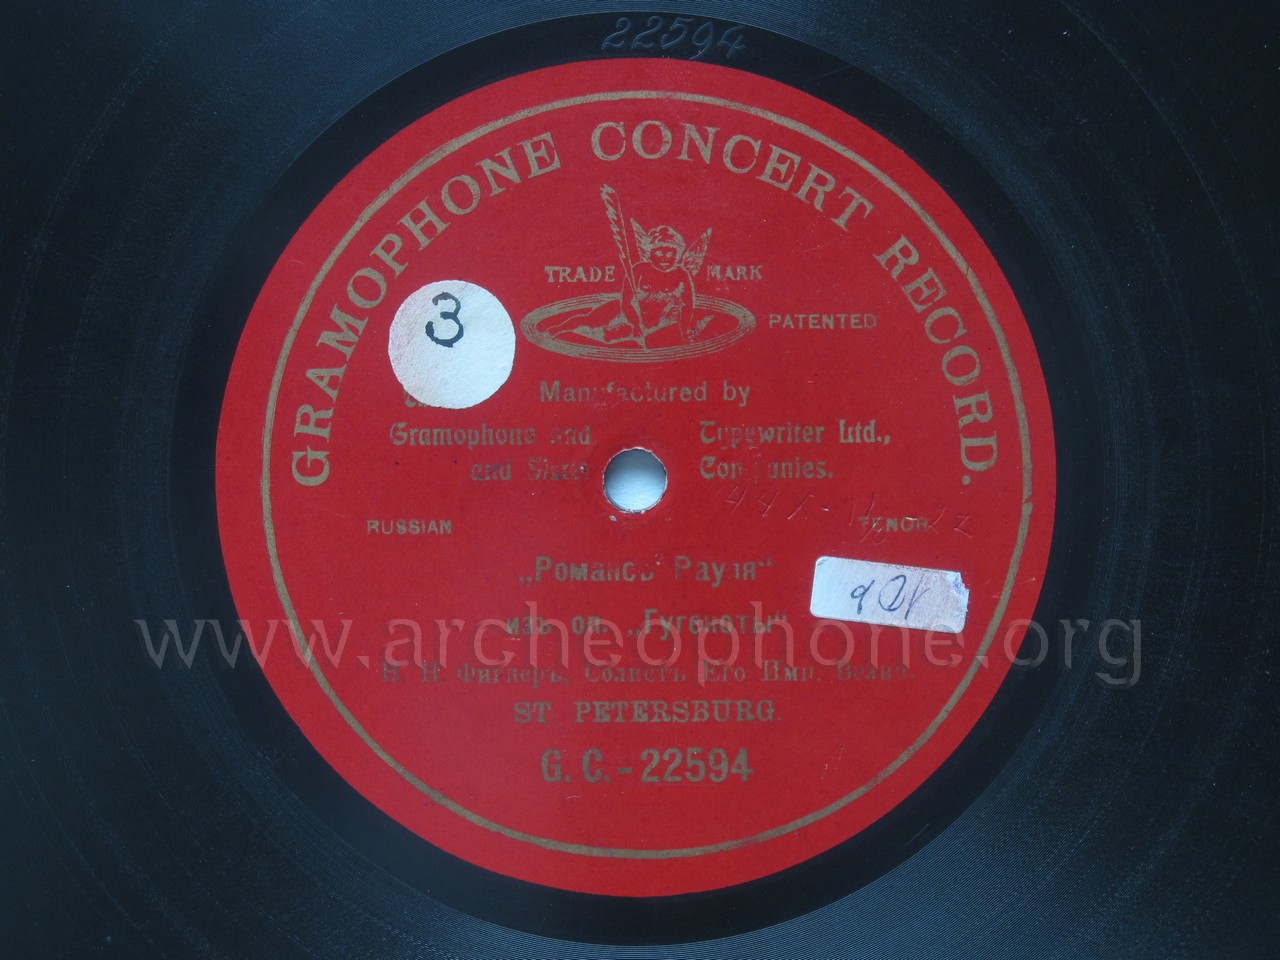 22594
GRAMOPHONE CONCERT RECORD.
TRADE MARK
PATENTED
3
Manufactured by
Gramophone and Typewriter Ltd.,
and Sister Companies.
RUSSIAN
TENOR
„Романсъ Рауля“
изъ оп. „Гугеноты“
www.archeophone.org
Н. Н. Фигнеръ, Солистъ Его Имп. Велич.
ST PETERSBURG.
G. C. - 22594